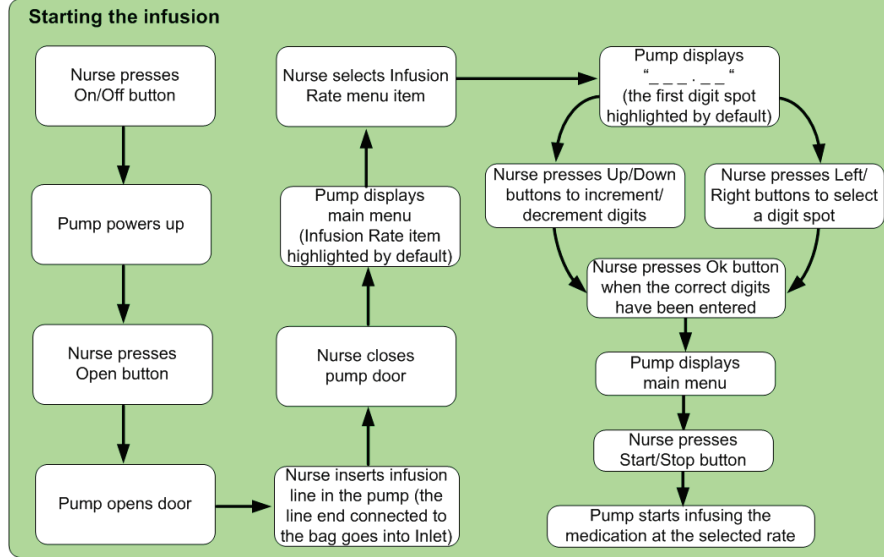 Starting the infusion
Nurse presses
On/Off button
Pump powers up
Nurse presses
Open button
Pump opens door
Nurse inserts infusion
line in the pump (the
line end connected to
the bag goes into Inlet)
Nurse closes
pump door
Pump displays
main menu
(Infusion Rate item
highlighted by default)
Nurse selects Infusion
Rate menu item
Pump displays
“_ _ _ . _ _ “
(the first digit spot
highlighted by default)
Nurse presses Up/Down
buttons to increment/
decrement digits
Nurse presses Left/
Right buttons to select
a digit spot
Nurse presses Ok button
when the correct digits
have been entered
Pump displays
main menu
Nurse presses
Start/Stop button
Pump starts infusing the
medication at the selected rate